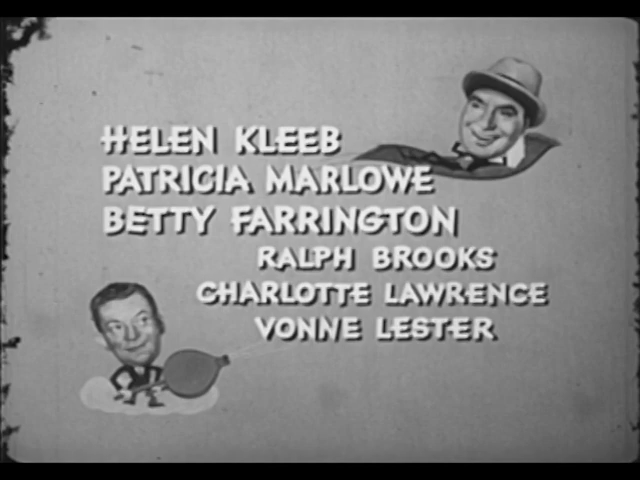 HELEN KLEEB
PATRICIA MARLOWE
BETTY FARRINGTON
RALPH BROOKS
CHARLOTTE LAWRENCE
VONNE LESTER